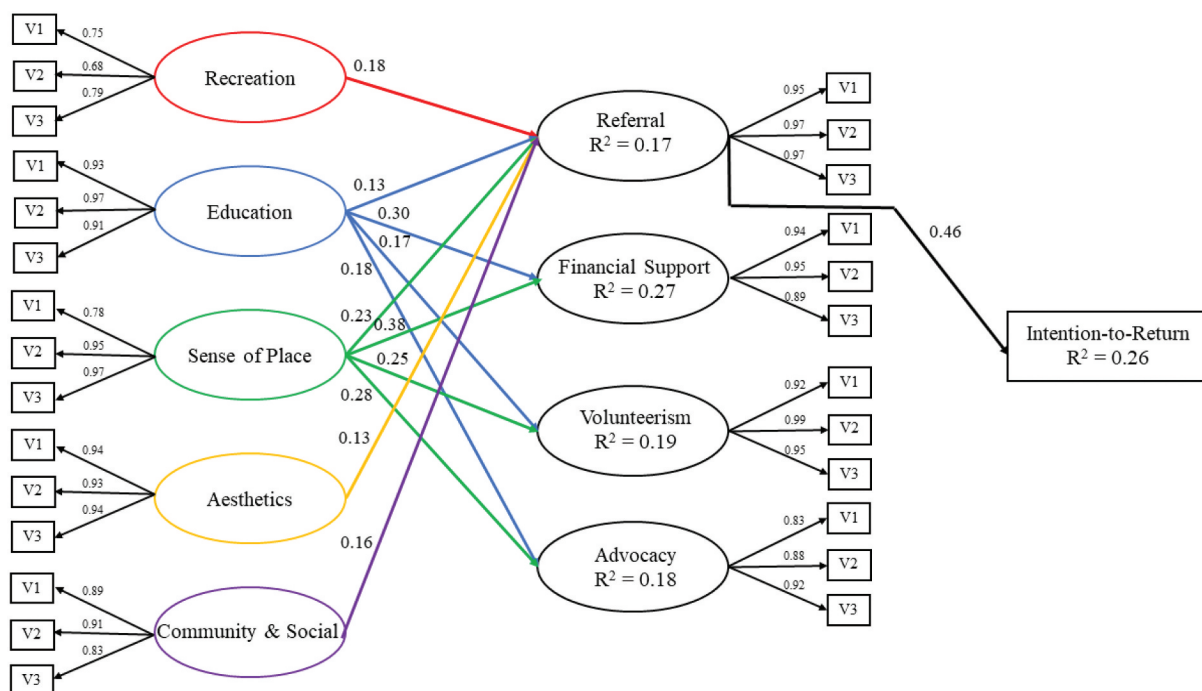 V1
0.75
V2
0.68
V3
0.79
Recreation
0.18
V1
0.93
V2
0.97
V3
0.91
Education
0.13
0.30
0.17
0.18
V1
0.78
V2
0.95
V3
0.97
Sense of Place
0.23
0.38
0.25
0.28
V1
0.94
V2
0.93
V3
0.94
Aesthetics
0.13
V1
0.89
V2
0.91
V3
0.83
Community & Social
0.16
Referral
R² = 0.17
0.95
V1
0.97
V2
0.97
V3
0.46
Financial Support
R² = 0.27
0.94
V1
0.95
V2
0.89
V3
Volunteerism
R² = 0.19
0.92
V1
0.99
V2
0.95
V3
Advocacy
R² = 0.18
0.83
V1
0.88
V2
0.92
V3
Intention-to-Return
R² = 0.26